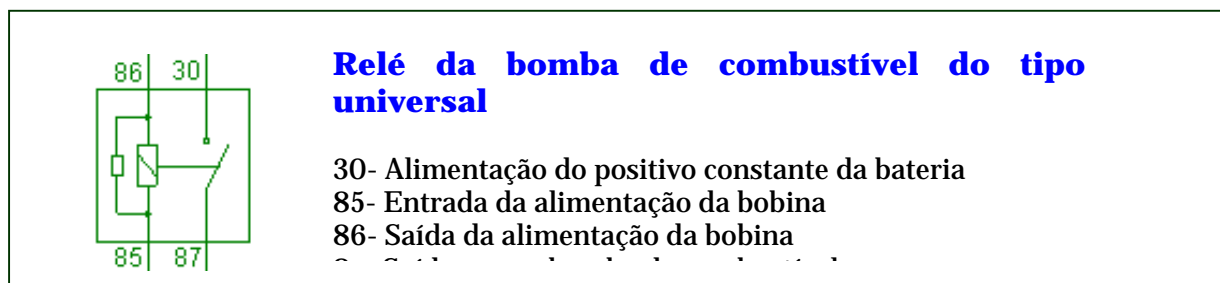 86 30
85 87
Relé da bomba de combustível do tipo
universal
30- Alimentação do positivo constante da bateria
85- Entrada da alimentação da bobina
86- Saída da alimentação da bobina